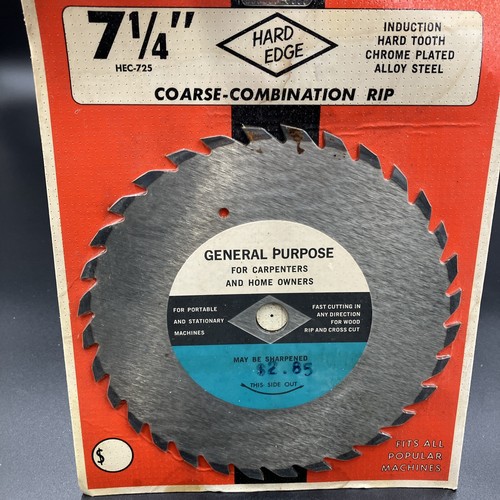 7 1/4"
HEC-725
HARD
EDGE
INDUCTION
HARD TOOTH
CHROME PLATED
ALLOY STEEL
COARSE-COMBINATION RIP
GENERAL PURPOSE
FOR CARPENTERS
AND HOME OWNERS
FOR PORTABLE
AND STATIONARY
MACHINES
FAST CUTTING IN
ANY DIRECTION
FOR WOOD
RIP AND CROSS CUT
MAY BE SHARPENED
$2.85
THIS SIDE OUT
$
FITS ALL
POPULAR
MACHINES